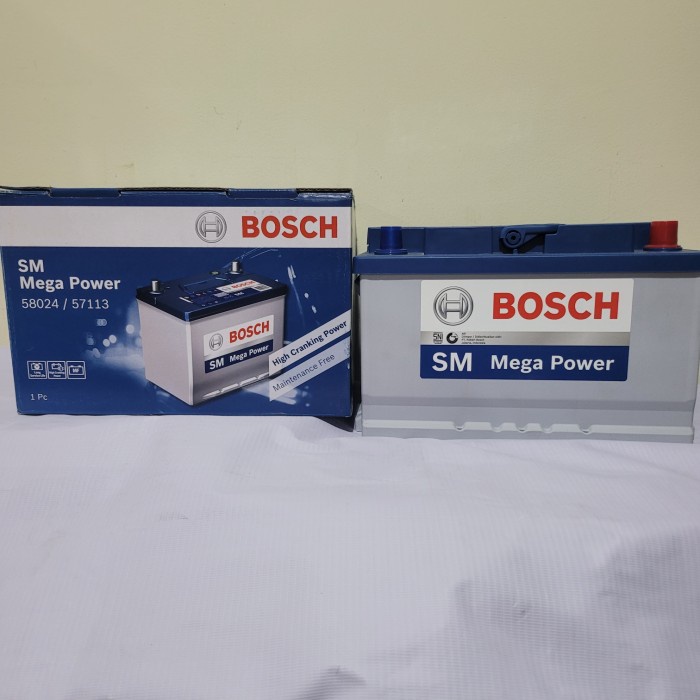 BOSCH
SM
Mega Power
58024 / 57113
BOSCH
SM Mega Power
High Cranking Power
Maintenance Free
MF
1 Pc
BOSCH
SM Mega Power